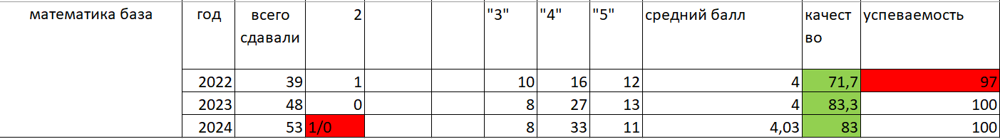 математика база год всего сдавали 2 "3" "4" "5" средний балл качест во успеваемость
2022 39 1 10 16 12 4 71,7 97
2023 48 0 8 27 13 4 83,3 100
2024 53 1/0 8 33 11 4,03 83 100